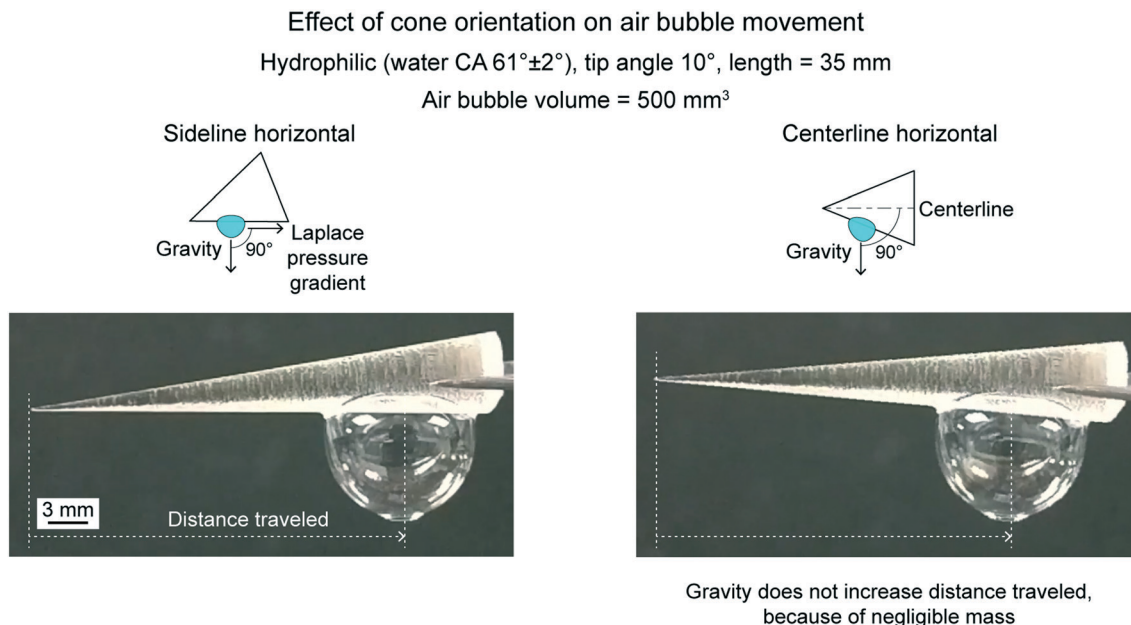 Effect of cone orientation on air bubble movement
Hydrophilic (water CA 61°±2°), tip angle 10°, length = 35 mm
Air bubble volume = 500 mm³
Sideline horizontal
Gravity
90°
Laplace
pressure
gradient
Centerline horizontal
Centerline
Gravity
90°
3 mm
Distance traveled
Gravity does not increase distance traveled,
because of negligible mass